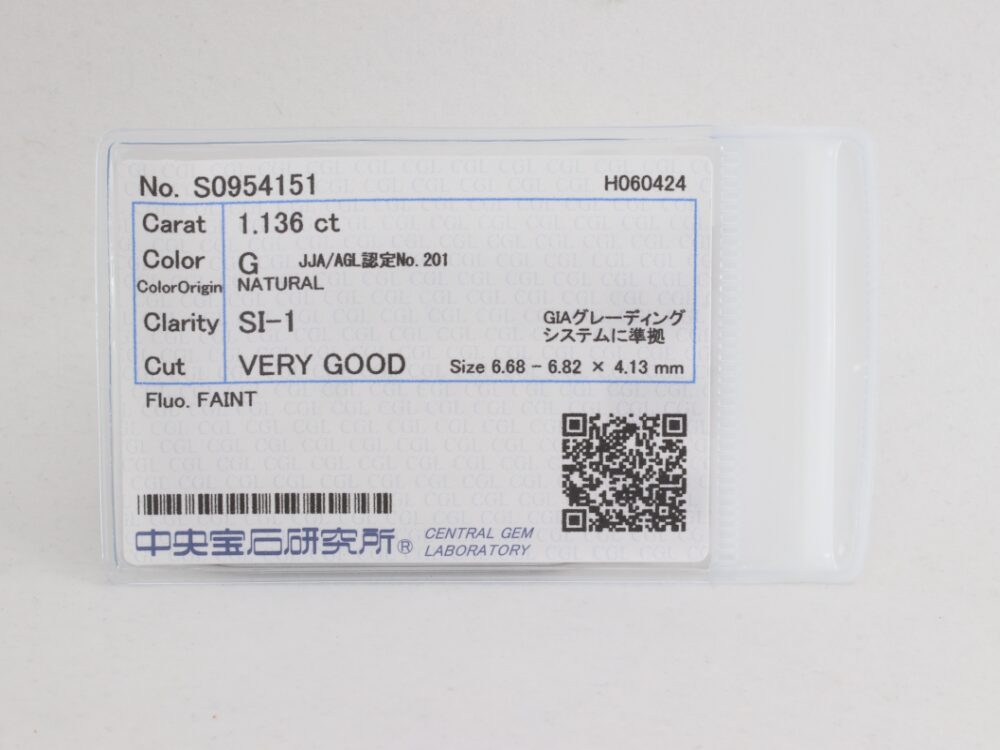 No. S0954151 H060424
Carat 1.136 ct
Color G JJA/AGL認定No.201
ColorOrigin NATURAL
Clarity SI-1 GIAグレーディング
システムに準拠
Cut VERY GOOD Size 6.68 - 6.82 × 4.13 mm
Fluo. FAINT
中央宝石研究所® CENTRAL GEM
LABORATORY